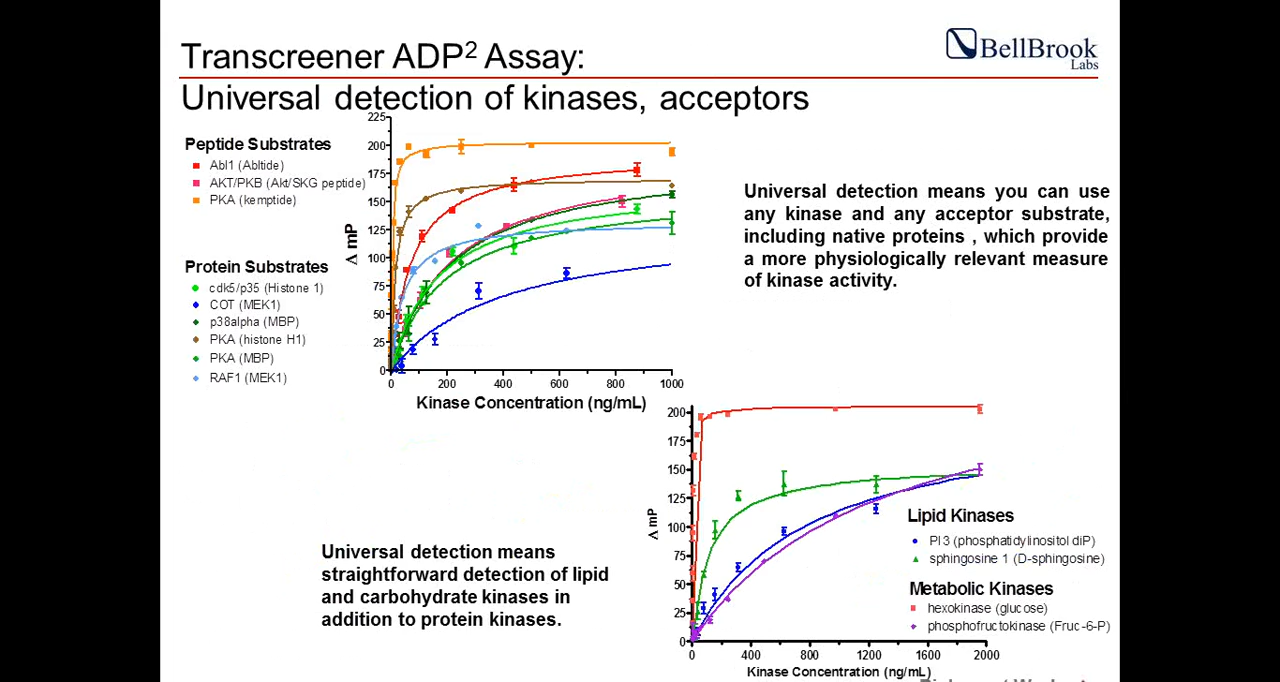 Transcreener ADP2 Assay:
BellBrook
Labs
Universal detection of kinases, acceptors
Peptide Substrates
Abl1 (Abltide)
AKT/PKB (Akt/SKG peptide)
PKA (kemptide)
Protein Substrates
cdk5/p35 (Histone 1)
COT (MEK1)
p38alpha (MBP)
PKA (histone H1)
PKA (MBP)
RAF1 (MEK1)
225
200
175
150
125
100
75
50
25
0
Δ mP
0 200 400 600 800 1000
Kinase Concentration (ng/mL)
Universal detection means you can use
any kinase and any acceptor substrate,
including native proteins , which provide
a more physiologically relevant measure
of kinase activity.
Universal detection means
straightforward detection of lipid
and carbohydrate kinases in
addition to protein kinases.
200
175
150
125
100
75
50
25
0
Δ mP
0 400 800 1200 1600 2000
Kinase Concentration (ng/mL)
Lipid Kinases
PI3 (phosphatidylinositol diP)
sphingosine 1 (D-sphingosine)
Metabolic Kinases
hexokinase (glucose)
phosphofructokinase (Fruc-6-P)